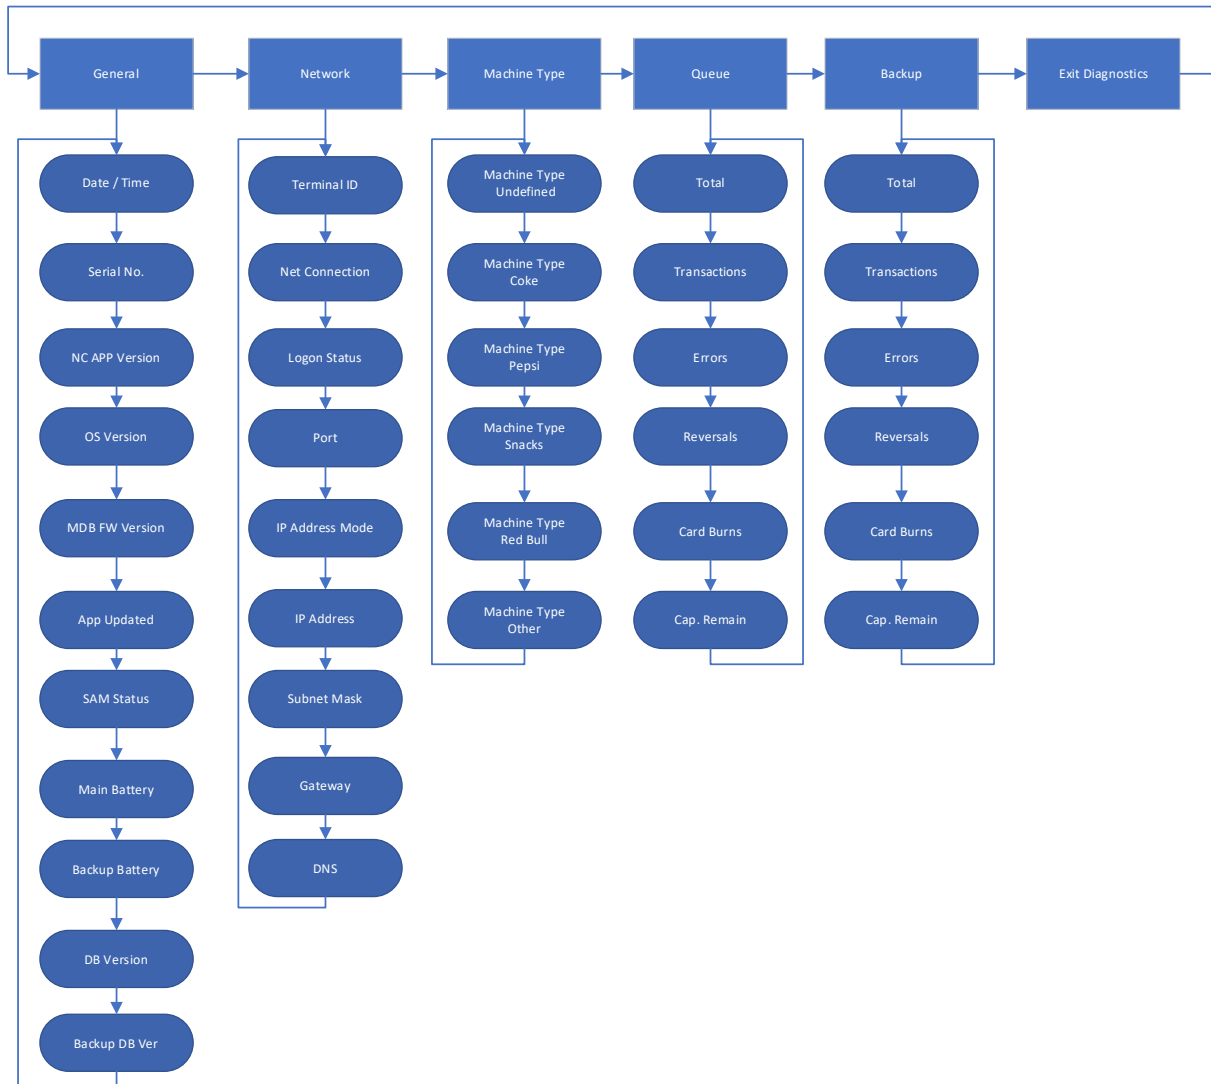 General
Network
Machine Type
Queue
Backup
Exit Diagnostics
Date / Time
Serial No.
NC APP Version
OS Version
MDB FW Version
App Updated
SAM Status
Main Battery
Backup Battery
DB Version
Backup DB Ver
Terminal ID
Net Connection
Logon Status
Port
IP Address Mode
IP Address
Subnet Mask
Gateway
DNS
Machine Type
Undefined
Machine Type
Coke
Machine Type
Pepsi
Machine Type
Snacks
Machine Type
Red Bull
Machine Type
Other
Total
Transactions
Errors
Reversals
Card Burns
Cap. Remain
Total
Transactions
Errors
Reversals
Card Burns
Cap. Remain